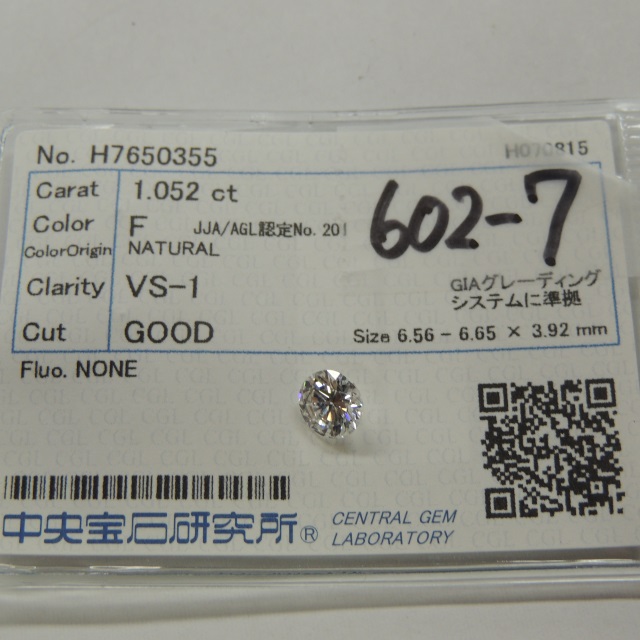 No. H7650355
H070815
Carat 1.052 ct
Color F JJA/AGL認定No. 201
ColorOrigin NATURAL
602-7
Clarity VS-1
GIAグレーディング
システムに準拠
Cut GOOD Size 6.56 - 6.65 × 3.92 mm
Fluo. NONE
中央宝石研究所® CENTRAL GEM
LABORATORY